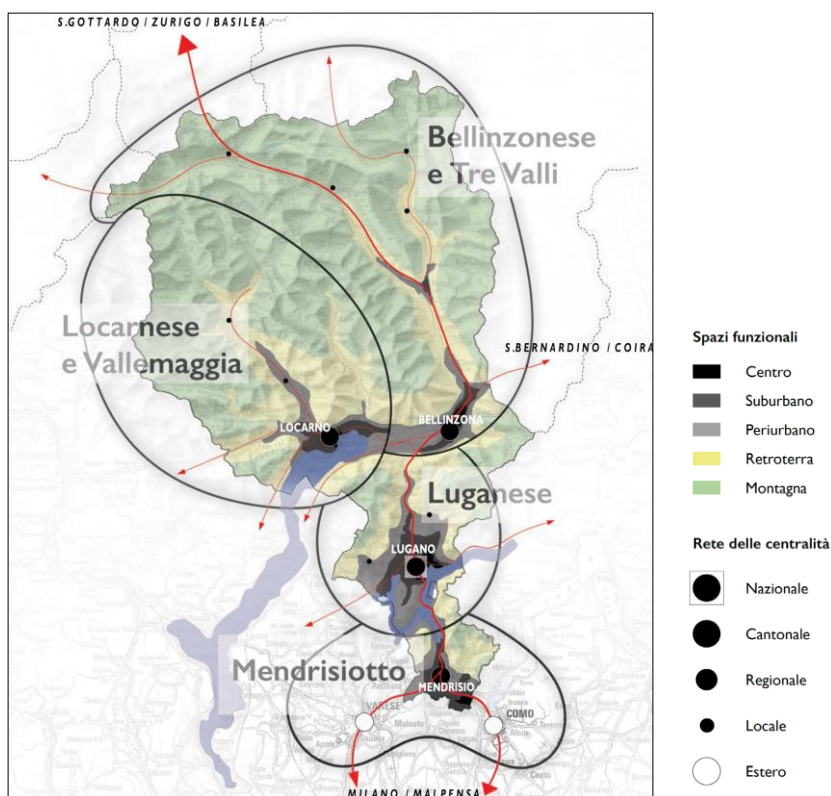 S.GOTTARDO / ZURIGO / BASILEA
Bellinzonese
e Tre Valli
Locarnese
e Vallemaggia
S.BERNARDINO / COIRA
LOCARNO
BELLINZONA
Luganese
LUGANO
Mendrisiotto
MENDRISIO
VARESE
COMO
MILANO / MALPENSA
Spazi funzionali
Centro
Suburbano
Periurbano
Retroterra
Montagna
Rete delle centralità
Nazionale
Cantonale
Regionale
Locale
Estero